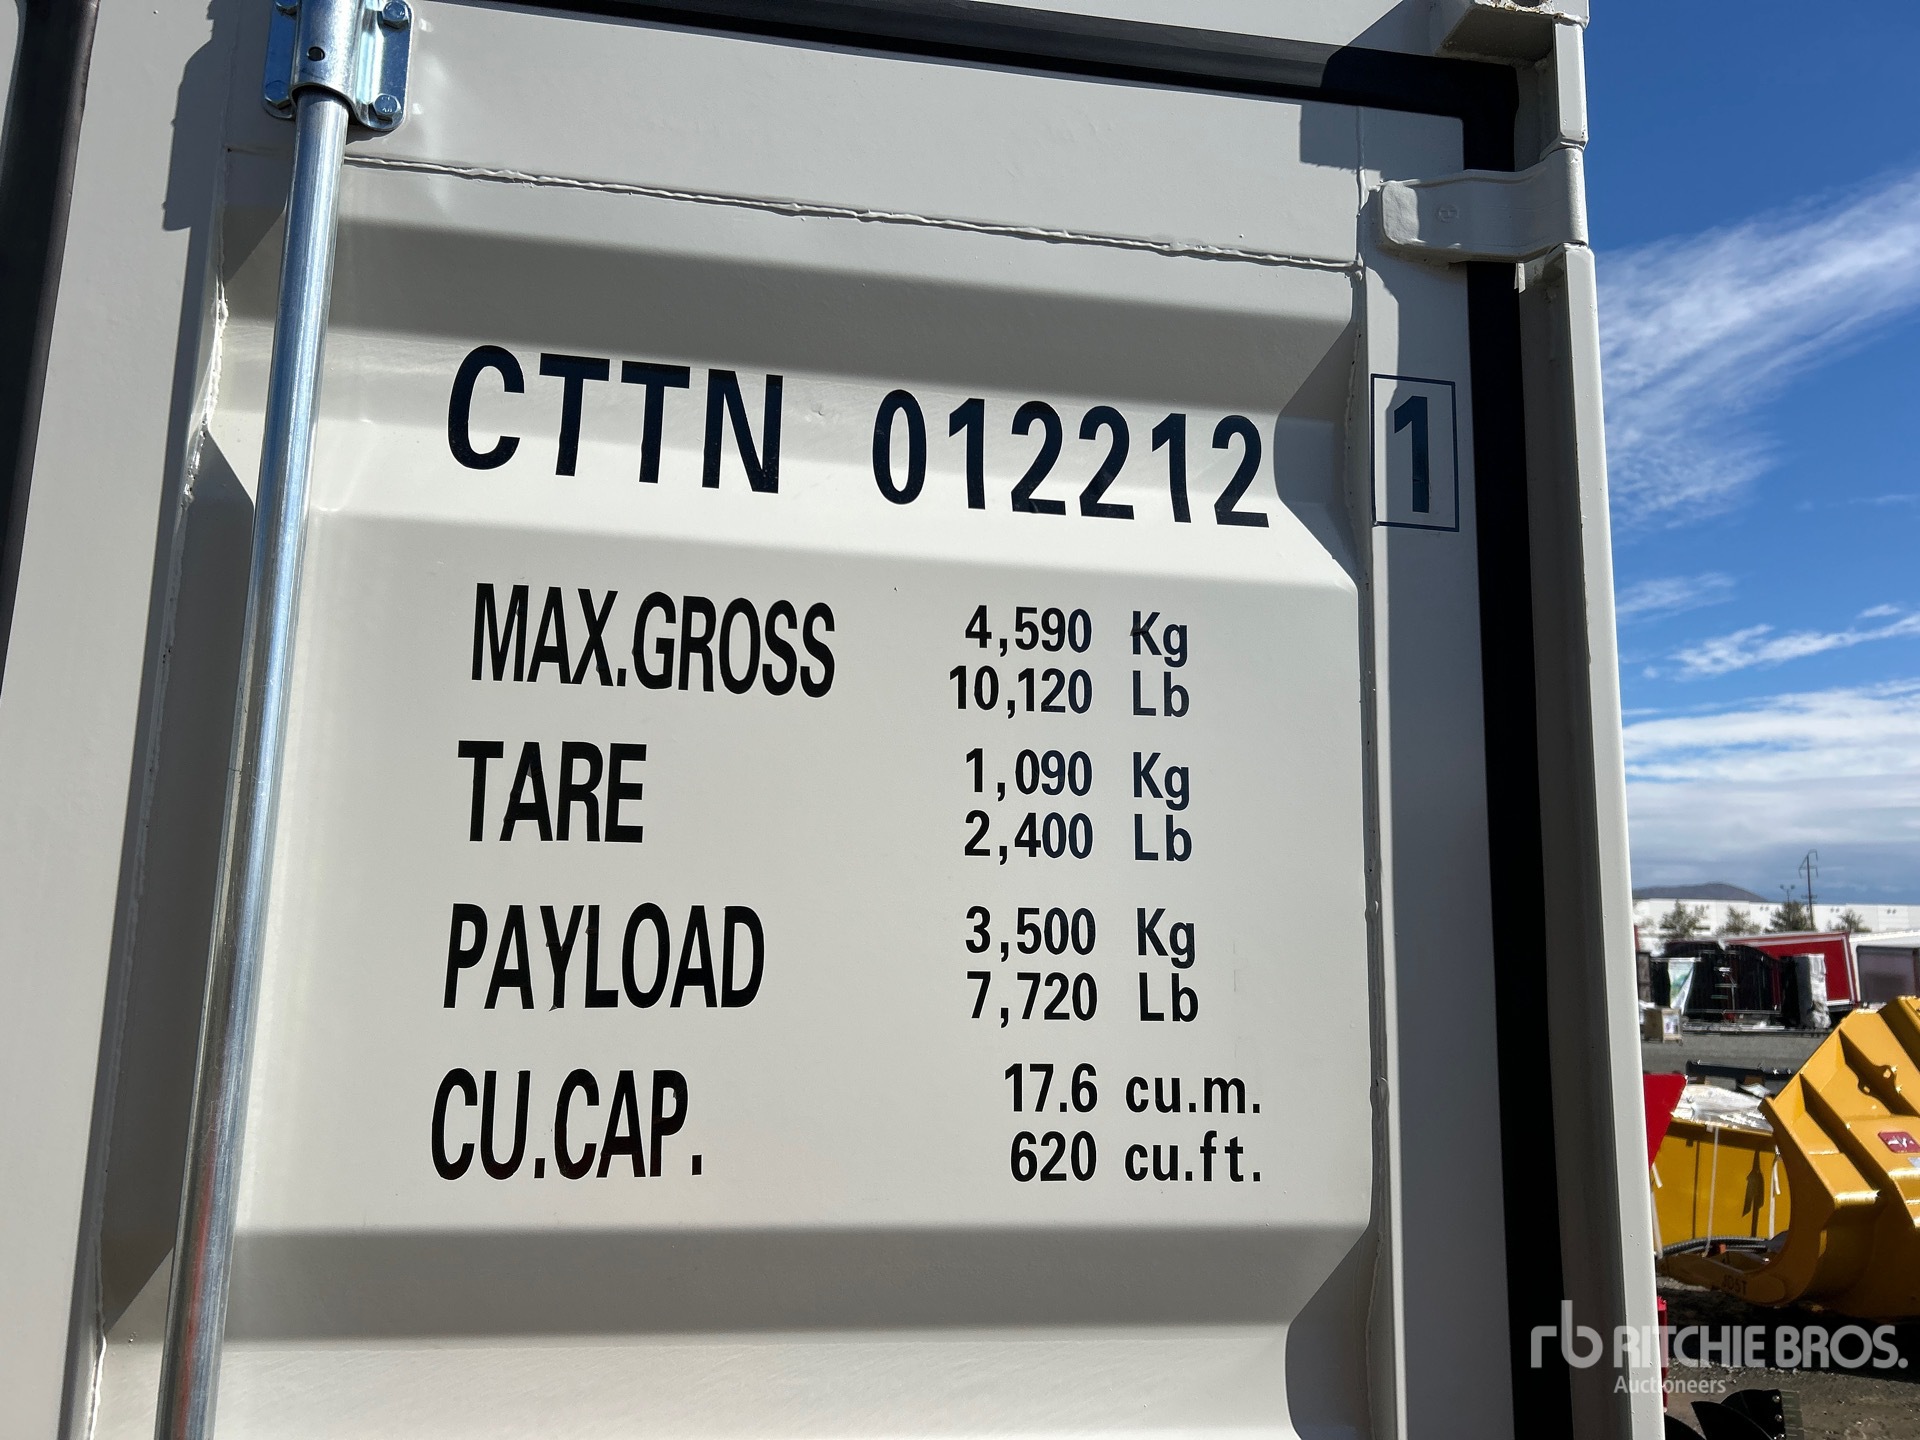 CTTN 012212 1
MAX.GROSS 4,590 Kg
10,120 Lb
TARE 1,090 Kg
2,400 Lb
PAYLOAD 3,500 Kg
7,720 Lb
CU.CAP. 17.6 cu.m.
620 cu.ft.
rb RITCHIE BROS.
Auctioneers